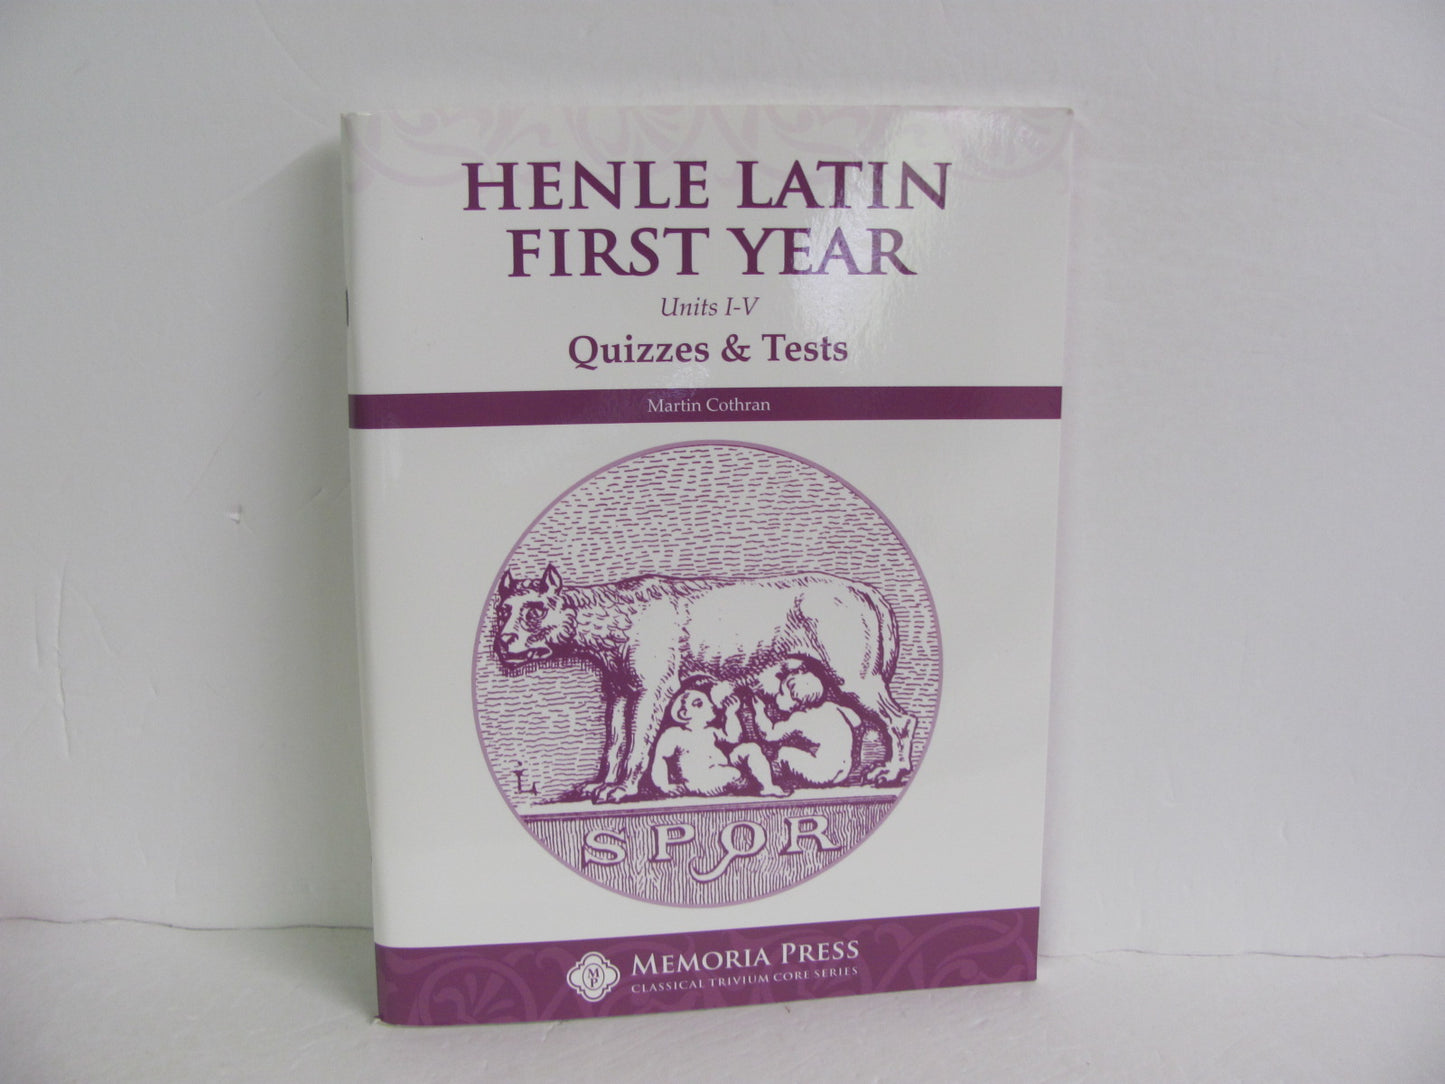 HENLE LATIN
FIRST YEAR
Units I-V
Quizzes & Tests
Martin Cothran
L
SPQR
M
P
MEMORIA PRESS
CLASSICAL TRIVIUM CORE SERIES